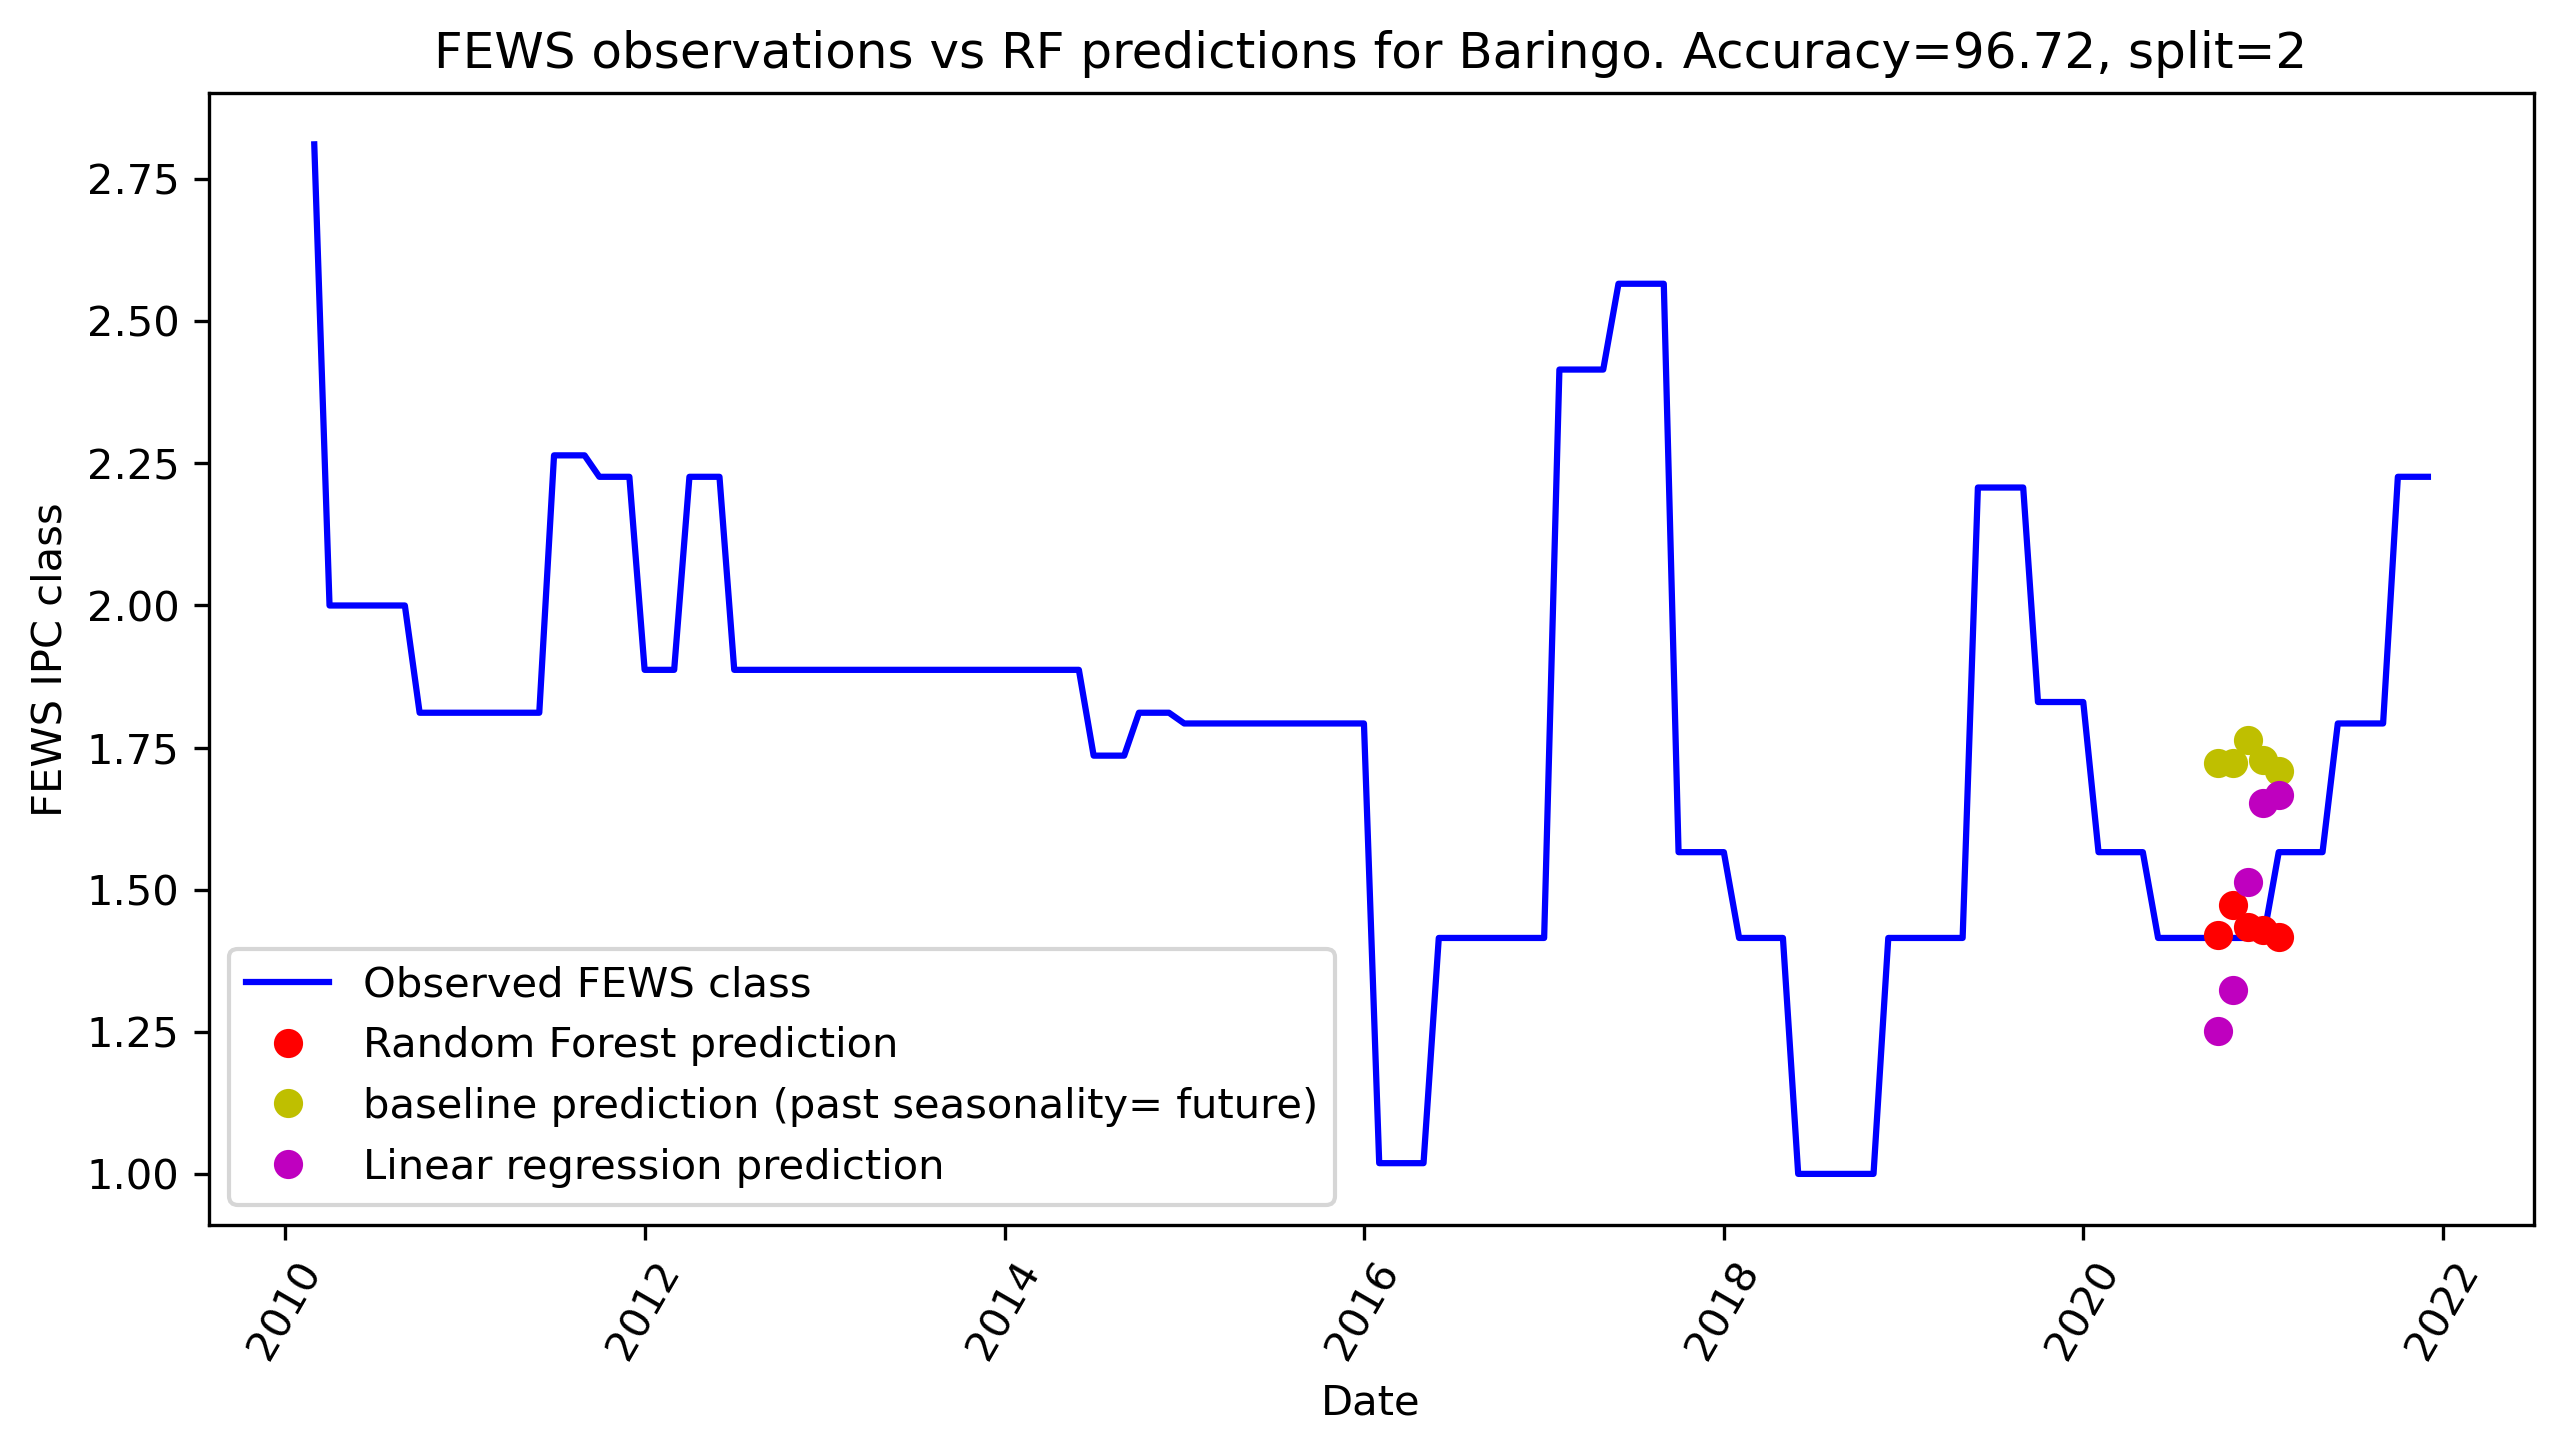 FEWS observations vs RF predictions for Baringo. Accuracy=96.72, split=2
FEWS IPC class
2.75
2.50
2.25
2.00
1.75
1.50
1.25
1.00
Observed FEWS class
Random Forest prediction
baseline prediction (past seasonality= future)
Linear regression prediction
2010
2012
2014
2016
2018
2020
2022
Date